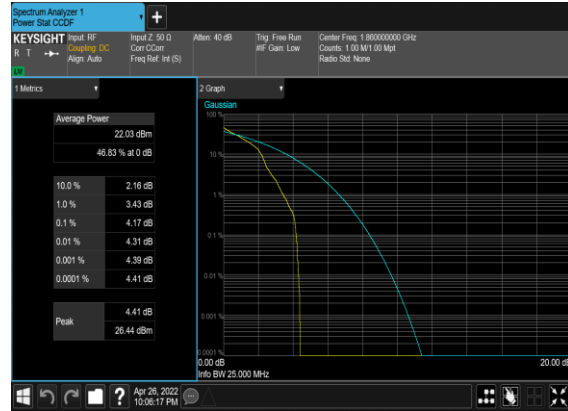 Spectrum Analyzer 1
Power Stat CCDF
KEYSIGHT
R T
LXI
Input: RF
Coupling: DC
Align: Auto
Input Z: 50 Ω
Corr CCorr
Freq Ref: Int (S)
Atten: 40 dB
Trig: Free Run
#IF Gain: Low
Center Freq: 1.860000000 GHz
Counts: 1.00 M/1.00 Mpt
Radio Std: None
1 Metrics
2 Graph
Average Power
22.03 dBm
46.83 % at 0 dB
10.0 % 2.16 dB
1.0 % 3.43 dB
0.1 % 4.17 dB
0.01 % 4.31 dB
0.001 % 4.39 dB
0.0001 % 4.41 dB
Peak
4.41 dB
26.44 dBm
Gaussian
100 %
10 %
1 %
0.1 %
0.01 %
0.001 %
0.0001 %
0.00 dB
20.00 dB
Info BW 25.000 MHz
?
Apr 26, 2022
10:06:17 PM